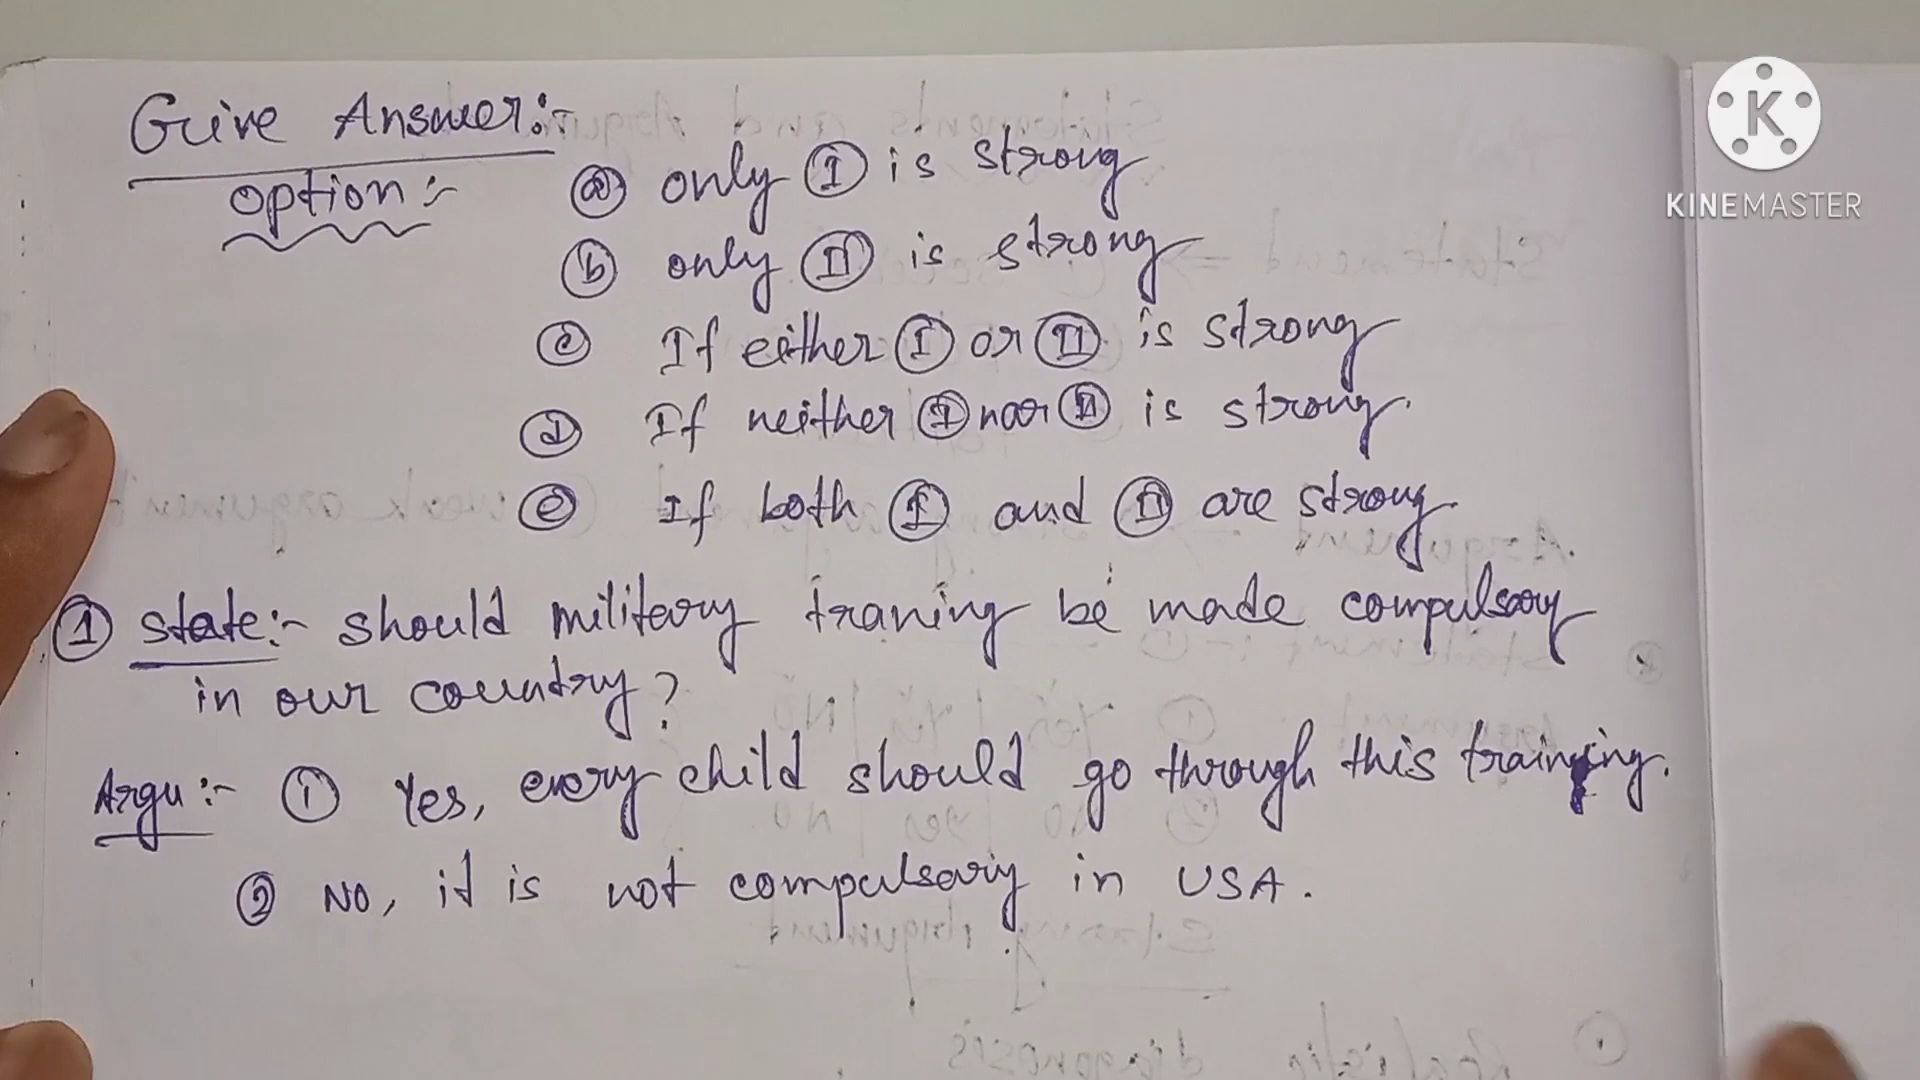 Give Answer:-
option:-
ⓐ only Ⓘ is strong
ⓑ only Ⓘⓘ is strong
ⓒ If either Ⓘ or Ⓘⓘ is strong
ⓓ If neither Ⓘ nor Ⓘⓘ is strong.
ⓔ If both Ⓘ and Ⓘⓘ are strong.
① state:- should military traning be made compulsory
in our country?
Argu:- ① Yes, every child should go through this training.
② NO, it is not compulsary in USA.
K
KINEMASTER